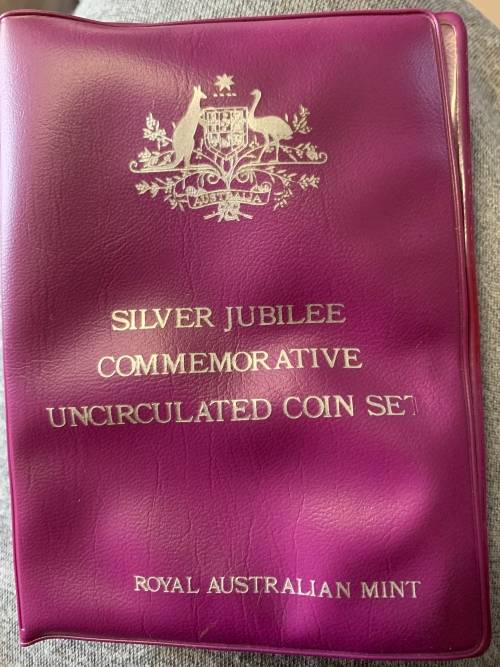 AUSTRALIA
SILVER JUBILEE
COMMEMORATIVE
UNCIRCULATED COIN SET
ROYAL AUSTRALIAN MINT